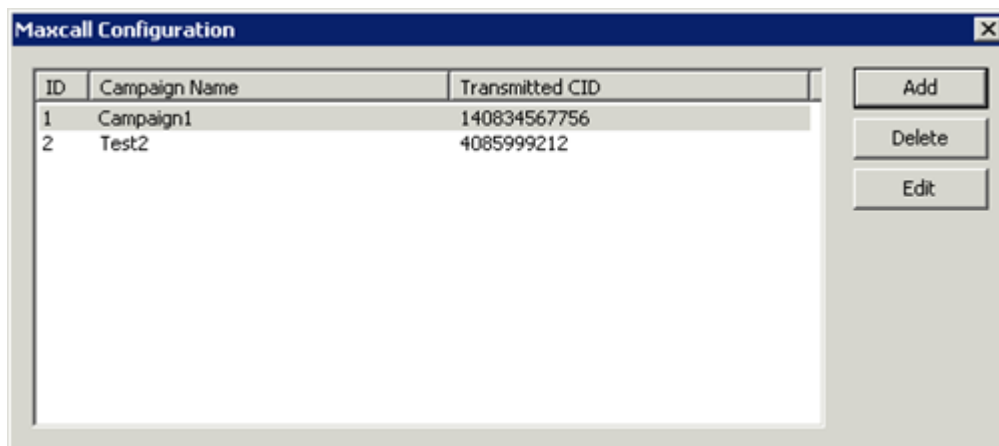 Maxcall Configuration
ID Campaign Name Transmitted CID
1 Campaign1 140834567756
2 Test2 4085999212
Add
Delete
Edit